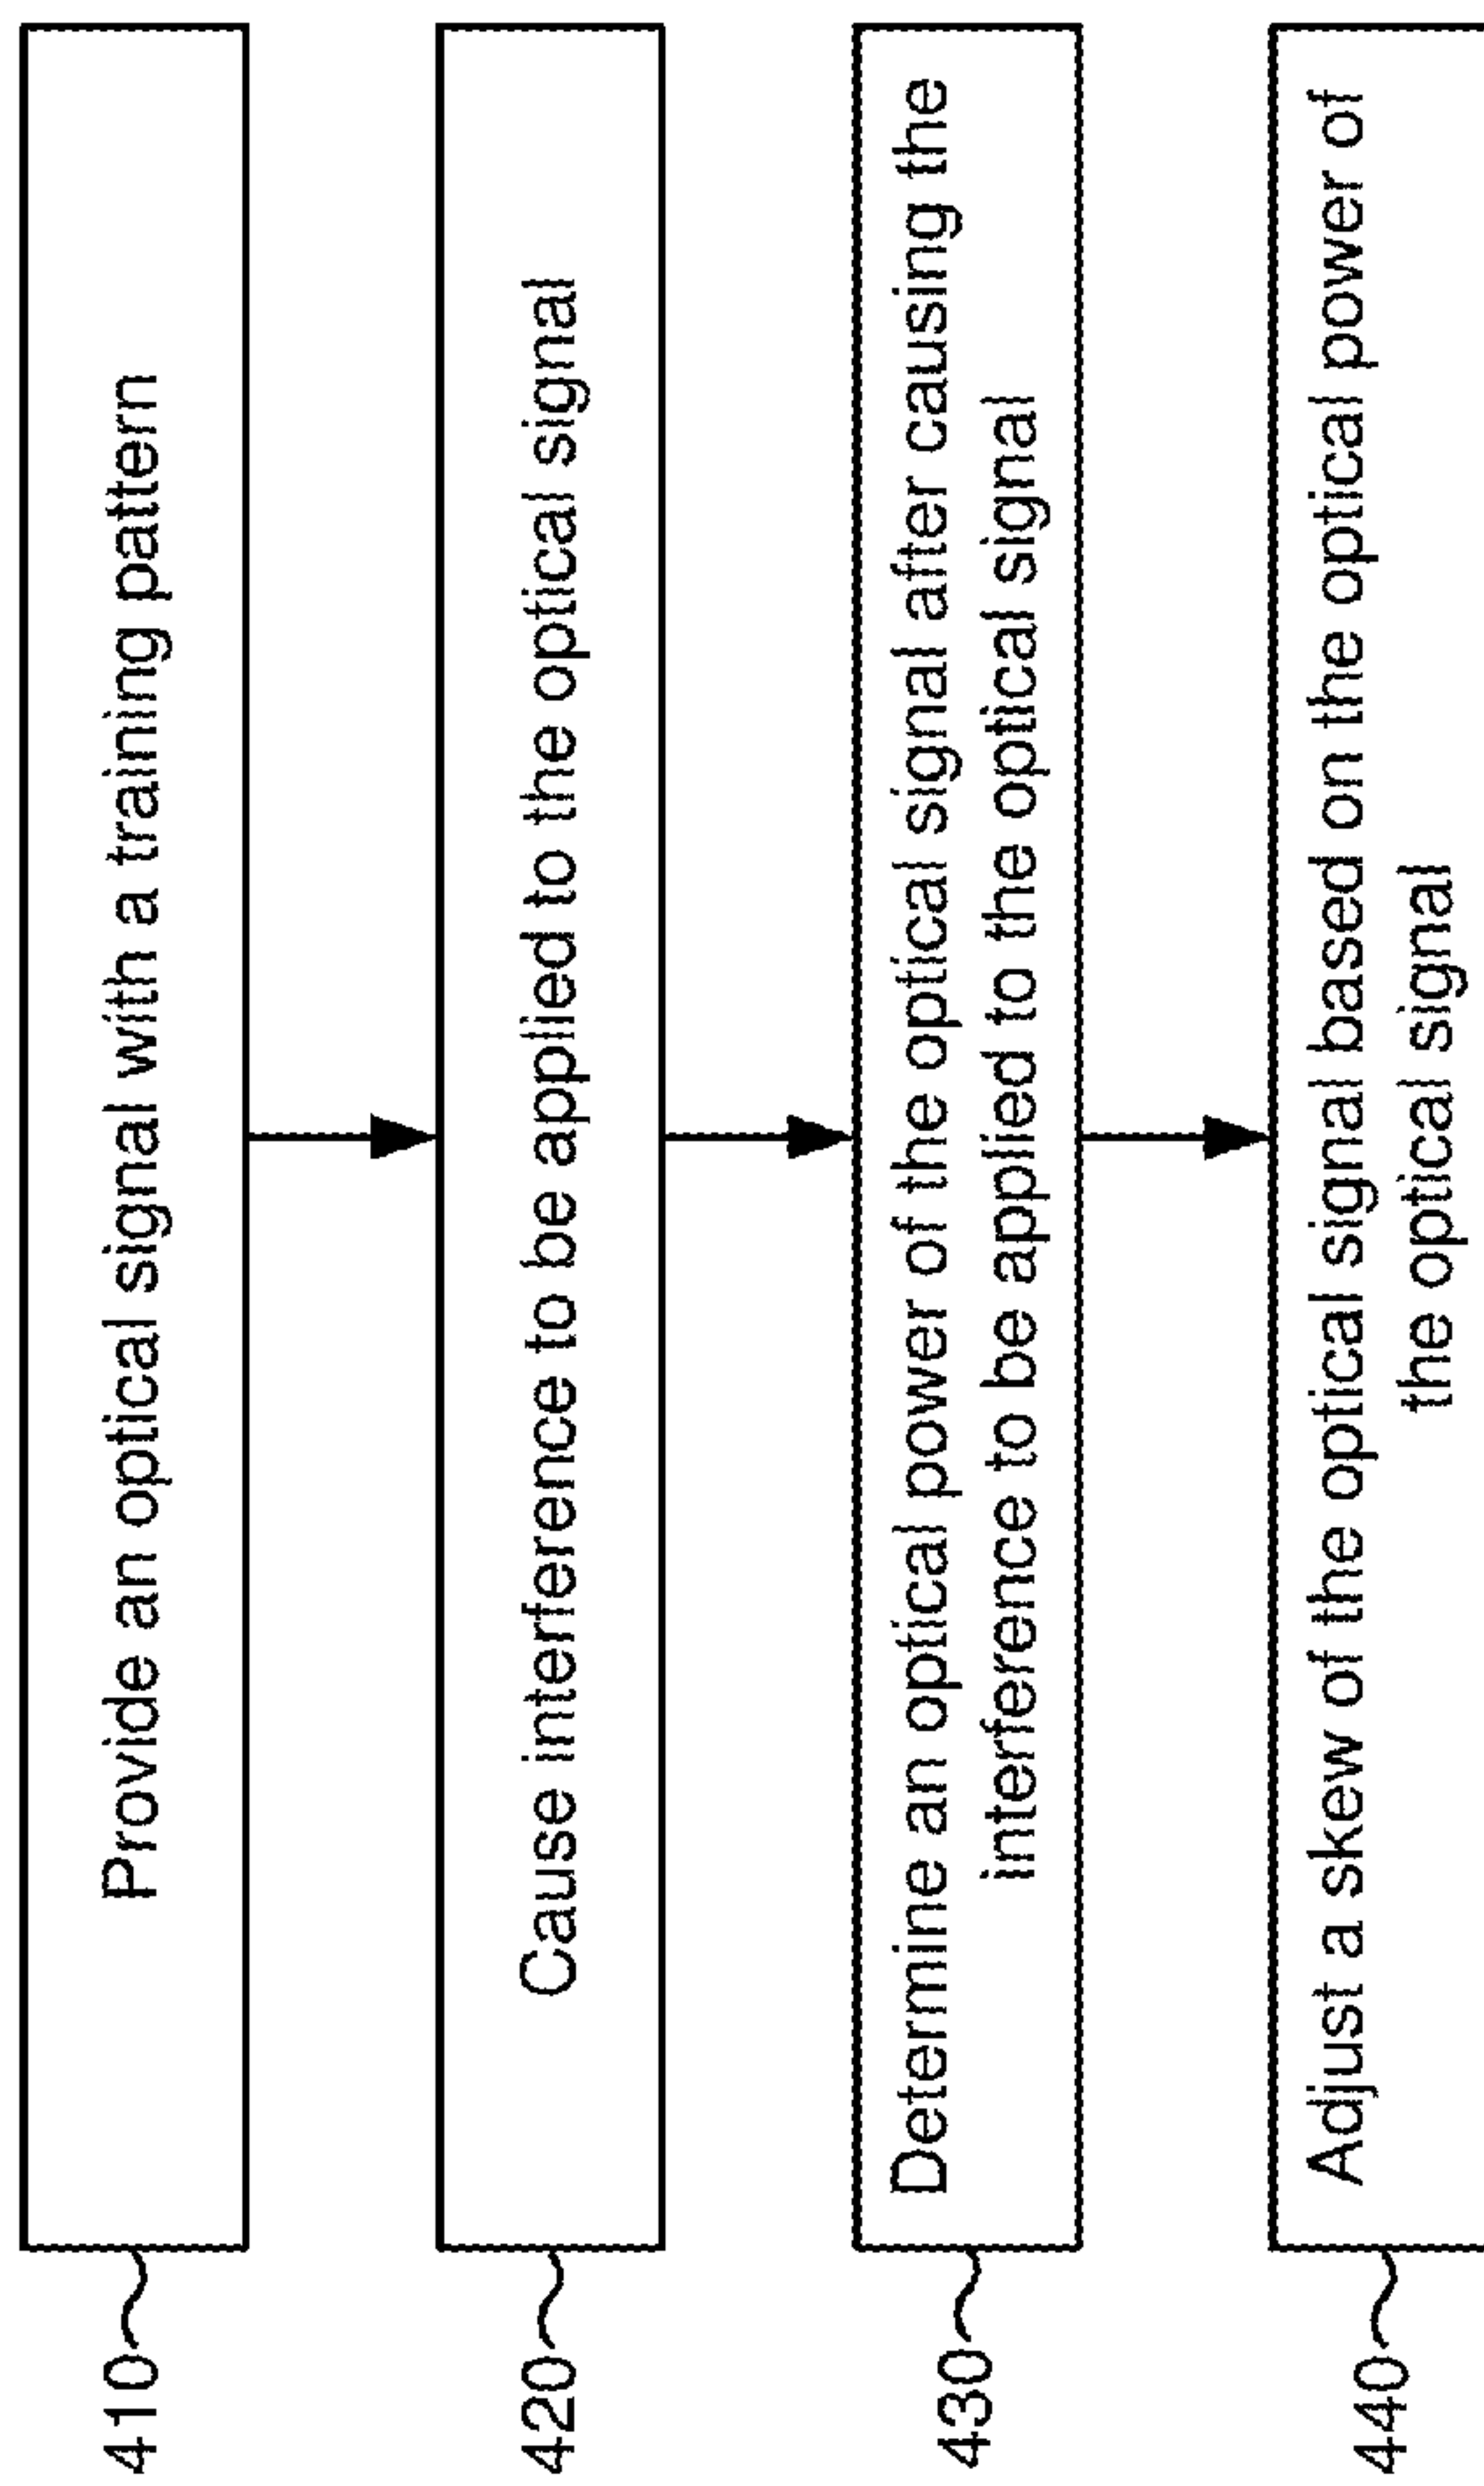 410
Provide an optical signal with a training pattern
420
Cause interference to be applied to the optical signal
430
Determine an optical power of the optical signal after causing the
interference to be applied to the optical signal
440
Adjust a skew of the optical signal based on the optical power of
the optical signal